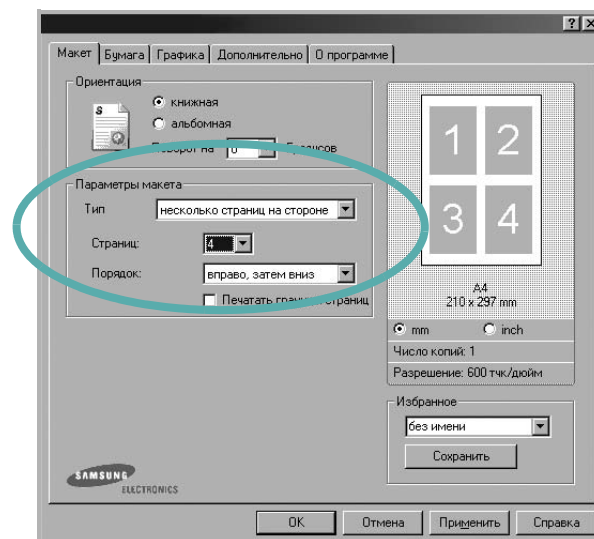 ? X
Макет Бумага Графика Дополнительно О программе
Ориентация
S
книжная
альбомная
Поворот на 0 Градусов
Параметры макета
Тип несколько страниц на стороне
Страниц: 4
Порядок: вправо, затем вниз
Печатать границы страниц
1 2
3 4
A4
210 x 297 mm
mm inch
Число копий: 1
Разрешение: 600 тчк/дюйм
Избранное
без имени
Сохранить
SAMSUNG
ELECTRONICS
OK Отмена Применить Справка